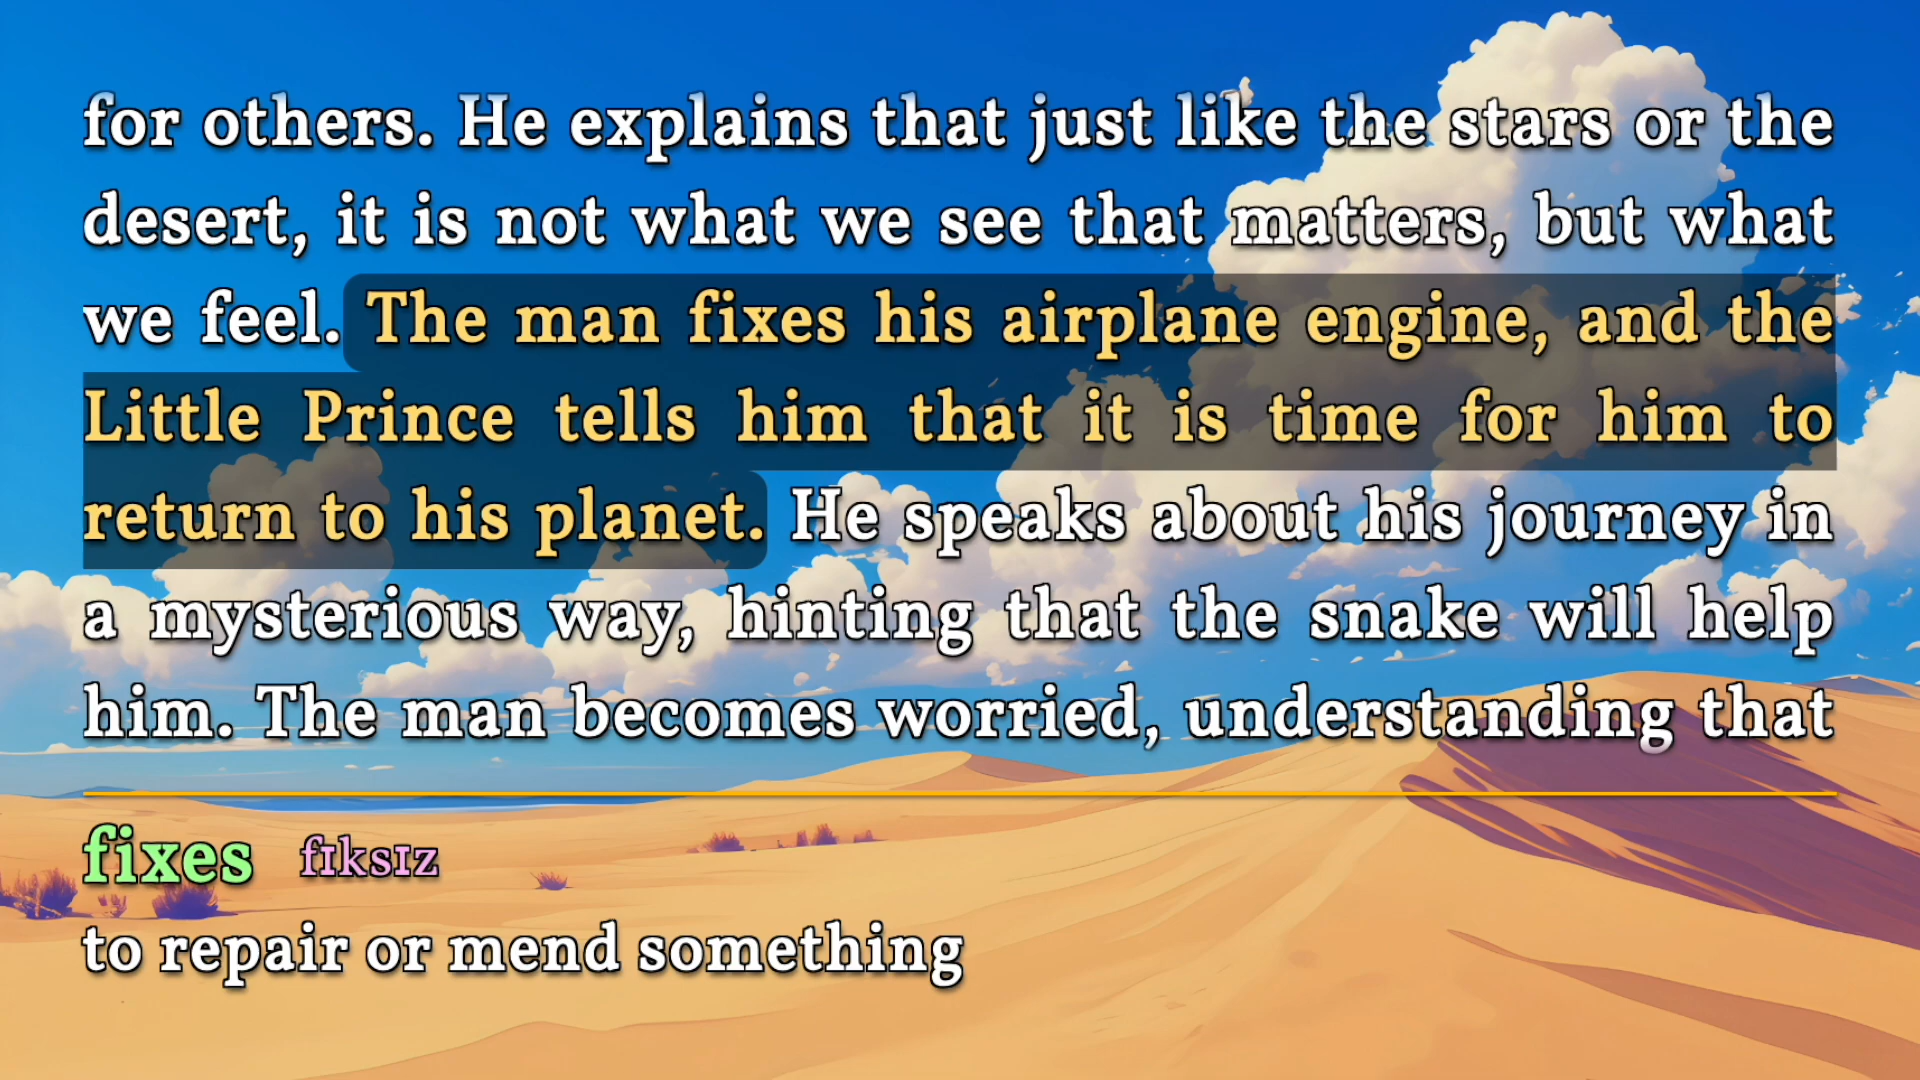 for others. He explains that just like the stars or the
desert, it is not what we see that matters, but what
we feel. The man fixes his airplane engine, and the
Little Prince tells him that it is time for him to
return to his planet. He speaks about his journey in
a mysterious way, hinting that the snake will help
him. The man becomes worried, understanding that
fixes fɪksɪz
to repair or mend something